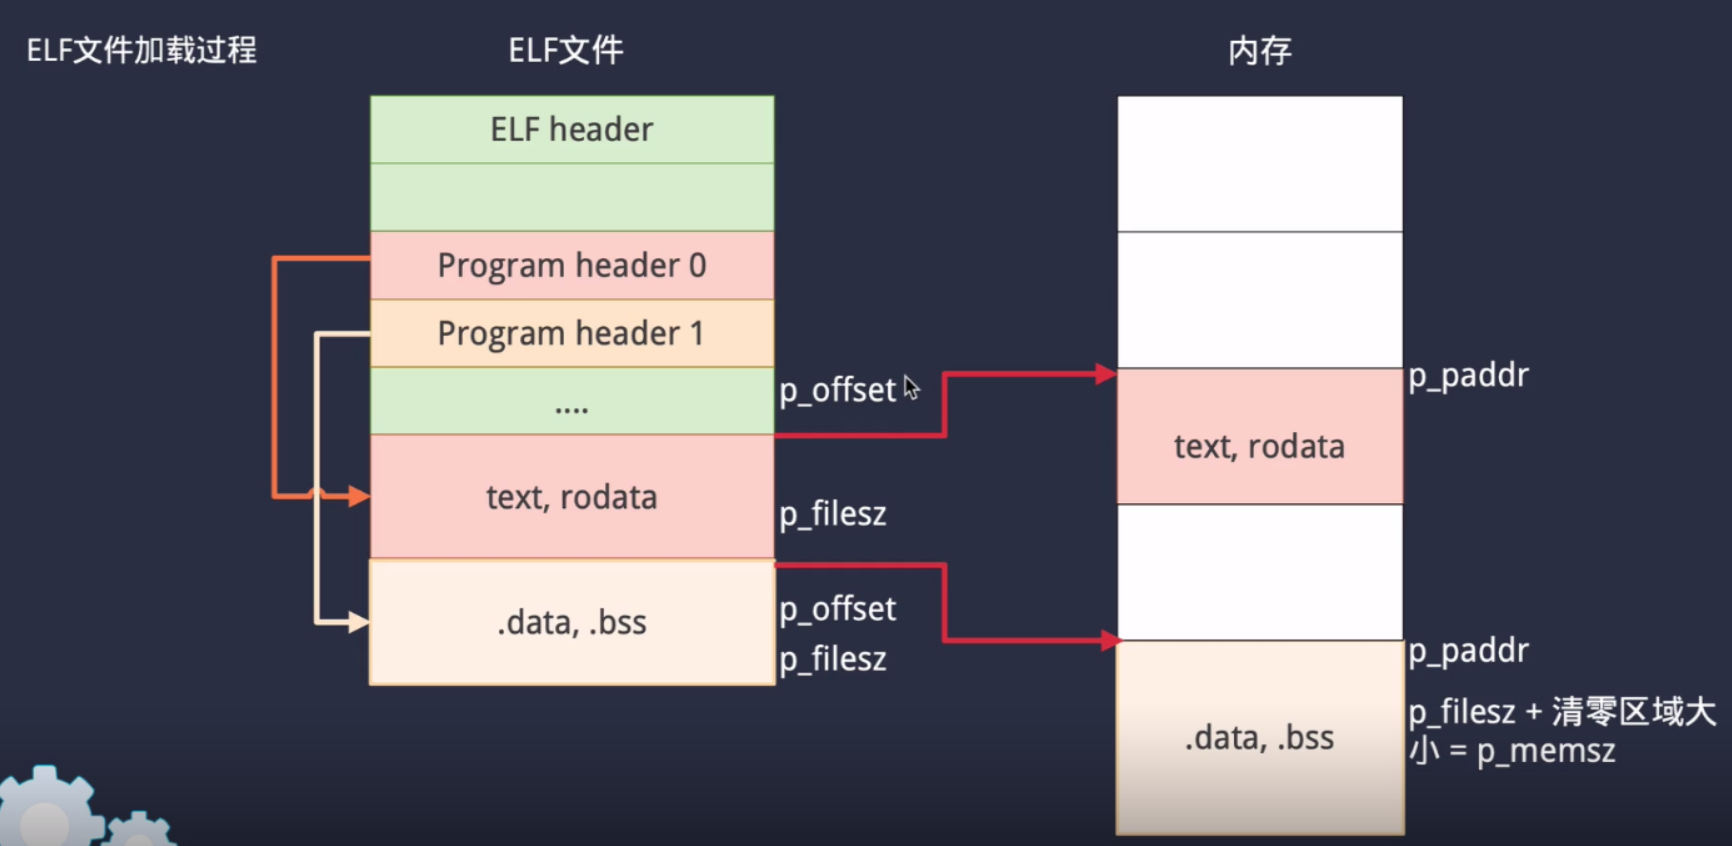 ELF文件加载过程
ELF文件
内存
ELF header
Program header 0
Program header 1
....
p_offset
p_paddr
text, rodata
text, rodata
p_filesz
.data, .bss
p_offset
p_filesz
p_paddr
.data, .bss
p_filesz + 清零区域大
小 = p_memsz